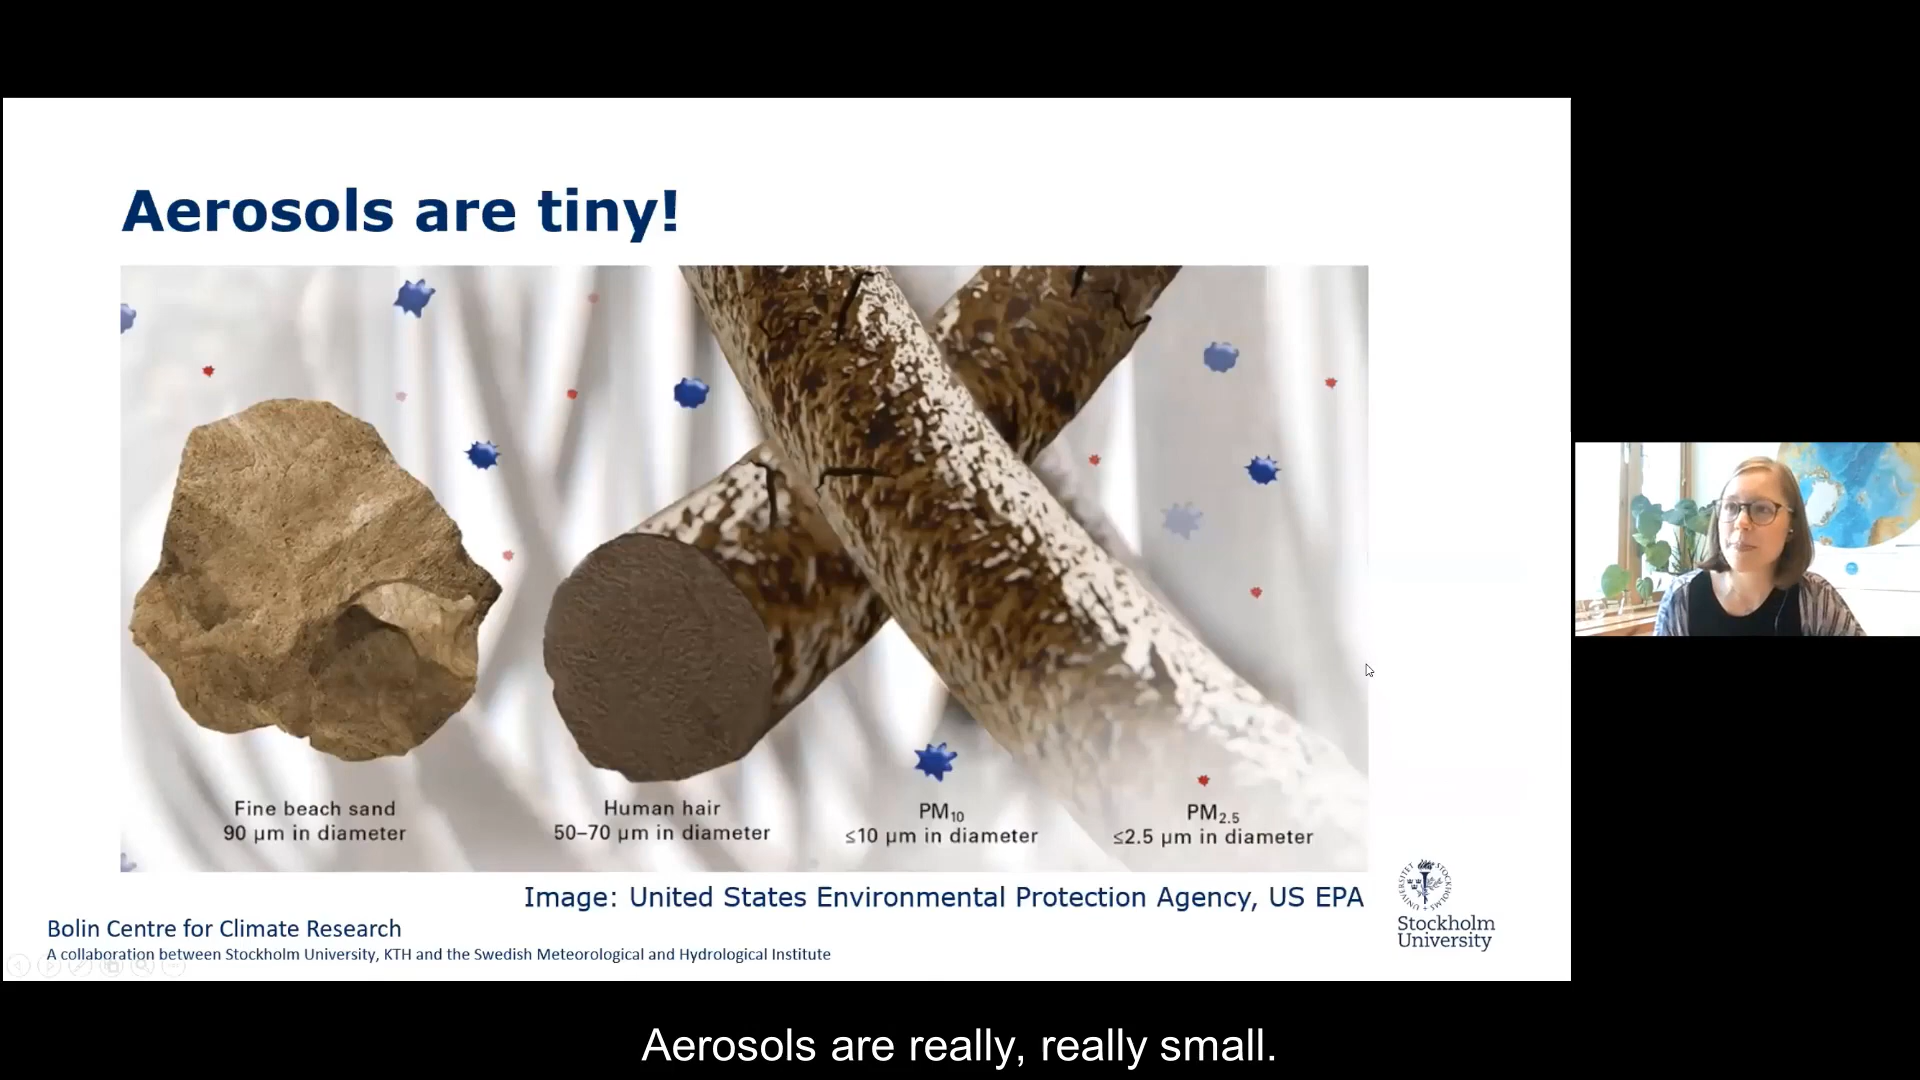 Aerosols are tiny!
Fine beach sand
90 µm in diameter
Human hair
50–70 µm in diameter
PM₁₀
≤10 µm in diameter
PM₂.₅
≤2.5 µm in diameter
Image: United States Environmental Protection Agency, US EPA
Bolin Centre for Climate Research
A collaboration between Stockholm University, KTH and the Swedish Meteorological and Hydrological Institute
Stockholm
University
Aerosols are really, really small.